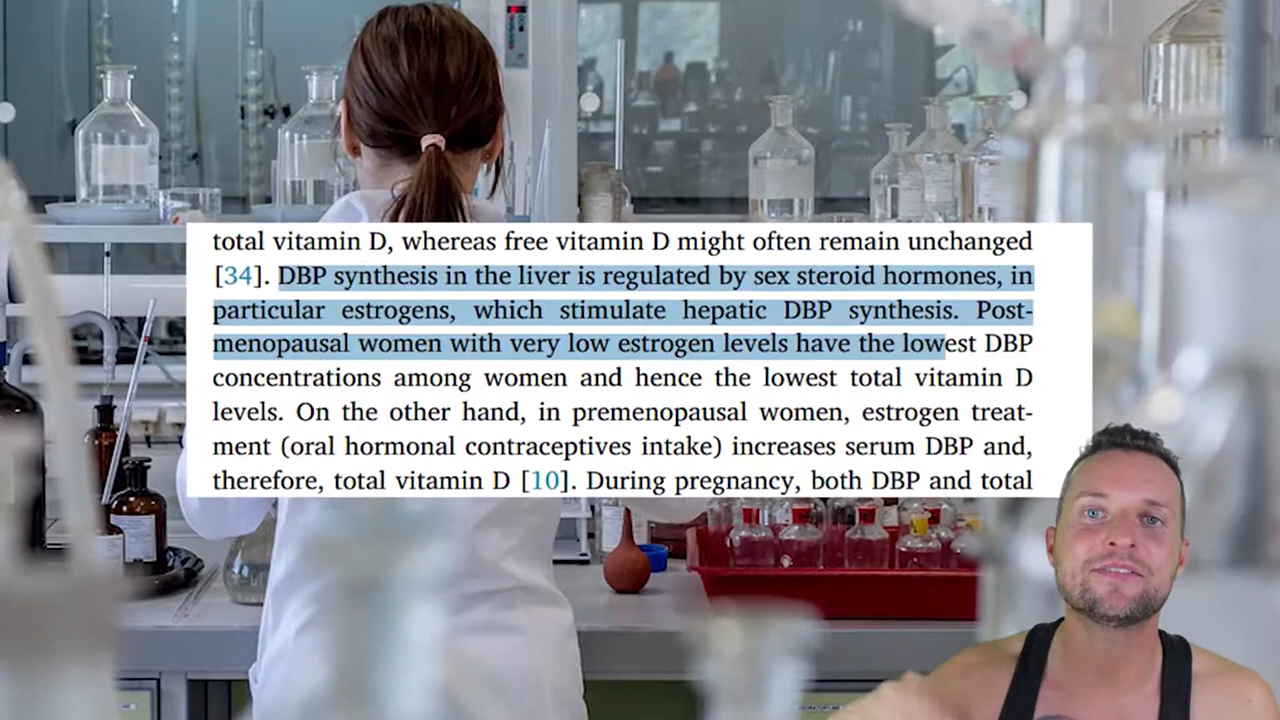 total vitamin D, whereas free vitamin D might often remain unchanged
[34]. DBP synthesis in the liver is regulated by sex steroid hormones, in
particular estrogens, which stimulate hepatic DBP synthesis. Post-
menopausal women with very low estrogen levels have the lowest DBP
concentrations among women and hence the lowest total vitamin D
levels. On the other hand, in premenopausal women, estrogen treat-
ment (oral hormonal contraceptives intake) increases serum DBP and,
therefore, total vitamin D [10]. During pregnancy, both DBP and total